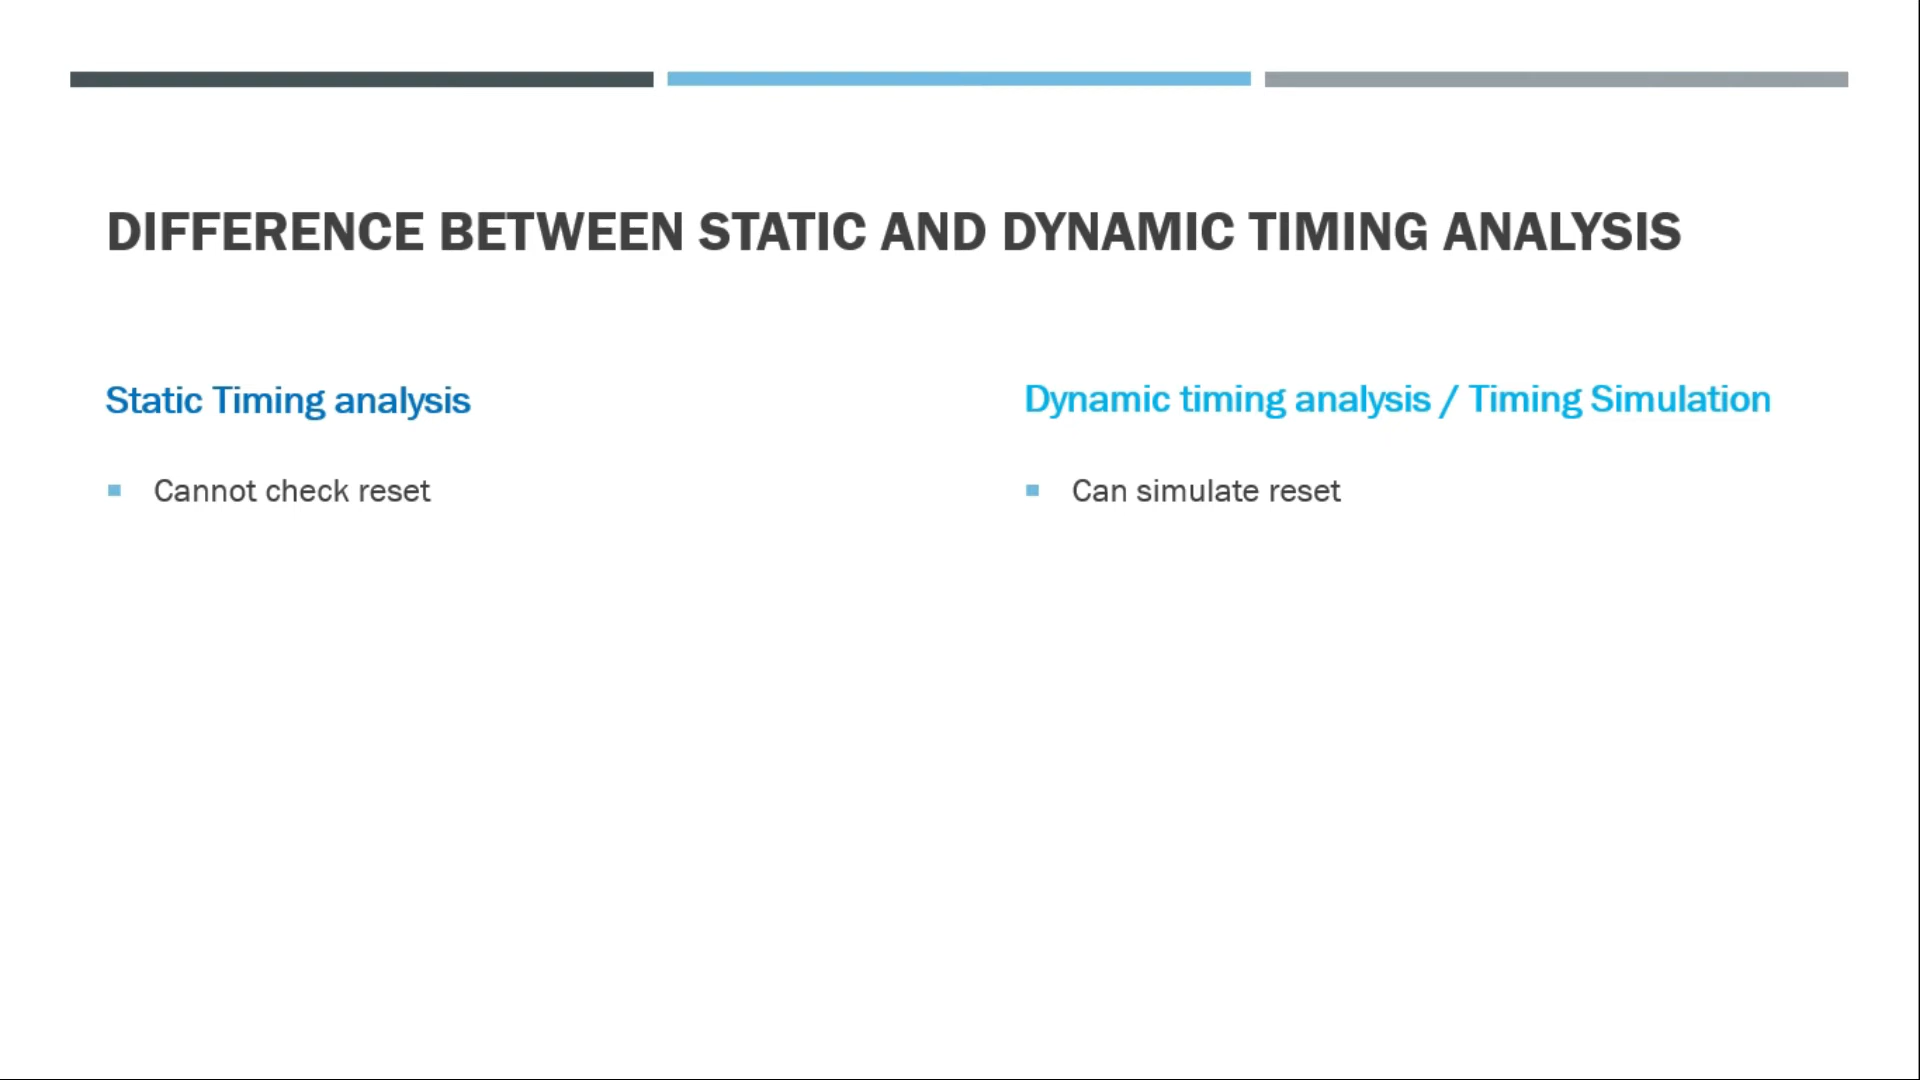 DIFFERENCE BETWEEN STATIC AND DYNAMIC TIMING ANALYSIS
Static Timing analysis
Cannot check reset
Dynamic timing analysis / Timing Simulation
Can simulate reset